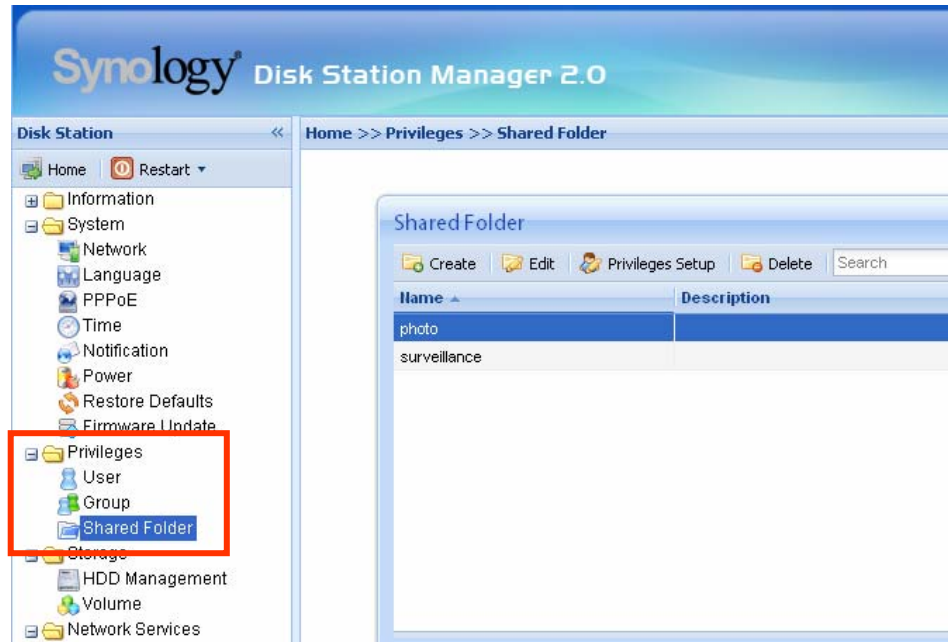 Synology Disk Station Manager 2.0
Disk Station
Home >> Privileges >> Shared Folder
Home Restart
Information
System
Network
Language
PPPoE
Time
Notification
Power
Restore Defaults
Firmware Update
Privileges
User
Group
Shared Folder
Storage
HDD Management
Volume
Network Services
Shared Folder
Create Edit Privileges Setup Delete Search
Name Description
photo
surveillance